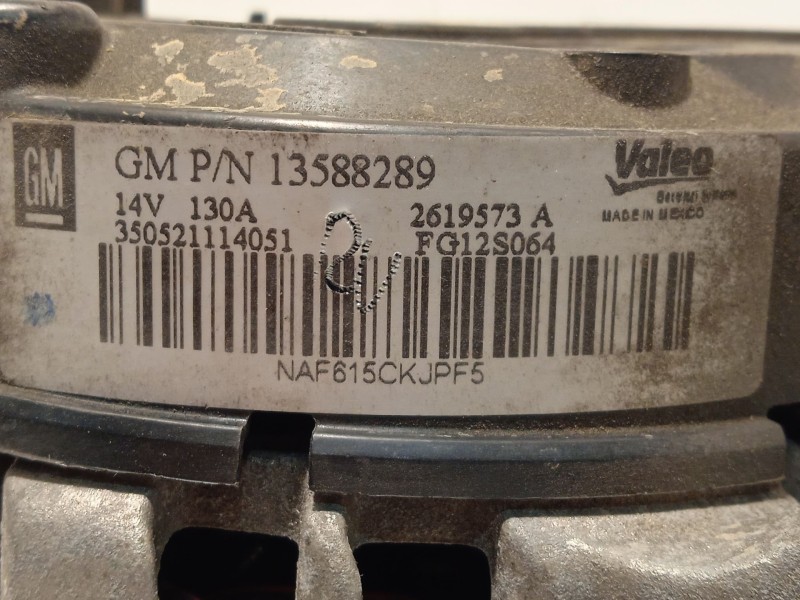 GM
GM P/N 13588289
Valeo
14V 130A
2619573 A
MADE IN MEXICO
350521114051
FG12S064
NAF615CKJPF5